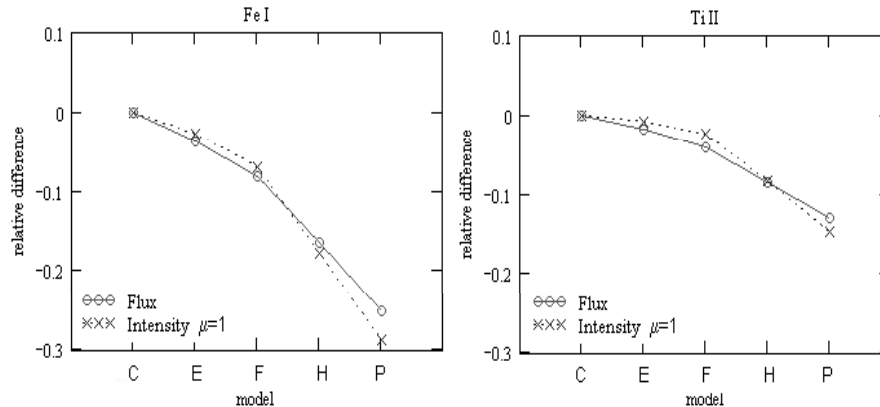 Fe I
0.1
0
−0.1
−0.2
−0.3
relative difference
Flux
Intensity μ=1
C E F H P
model
Ti II
0.1
0
−0.1
−0.2
−0.3
relative difference
Flux
Intensity μ=1
C E F H P
model